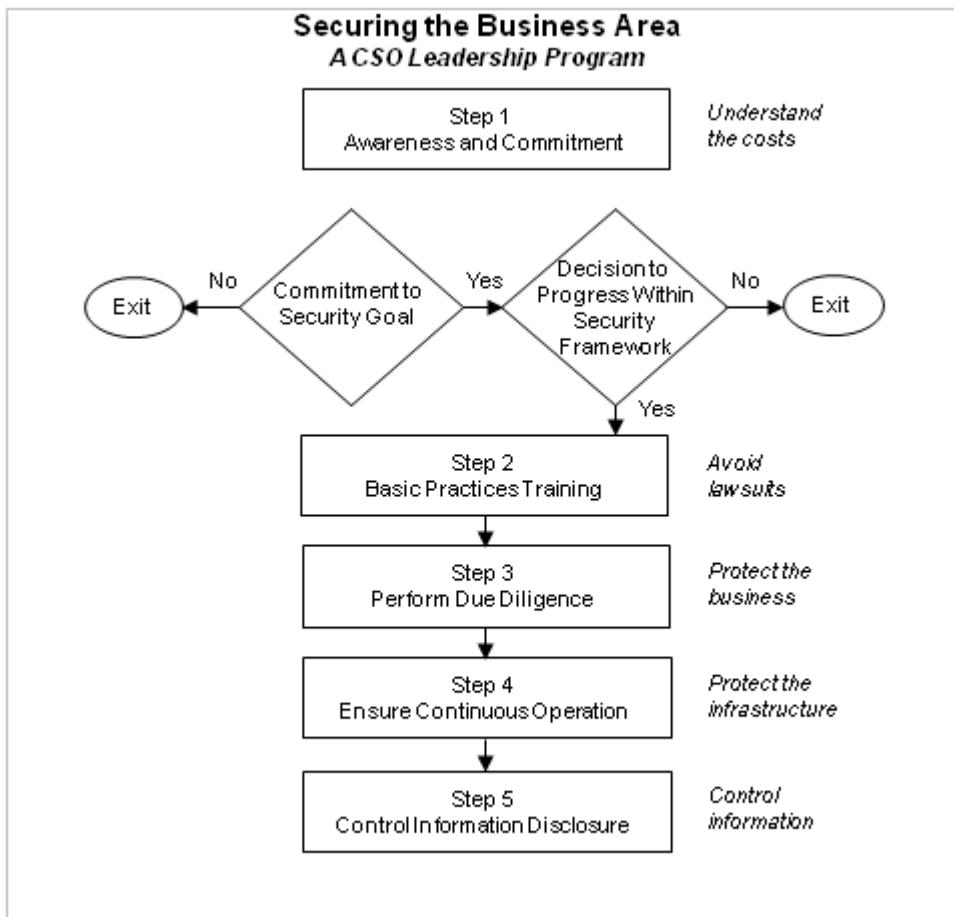 Securing the Business Area
A CSO Leadership Program
Step 1
Awareness and Commitment
Understand
the costs
No
Commitment to
Security Goal
Yes
Decision to
Progress Within
Security
Framework
No
Exit
Exit
Yes
Step 2
Basic Practices Training
Avoid
lawsuits
Step 3
Perform Due Diligence
Protect the
business
Step 4
Ensure Continuous Operation
Protect the
infrastructure
Step 5
Control Information Disclosure
Control
information